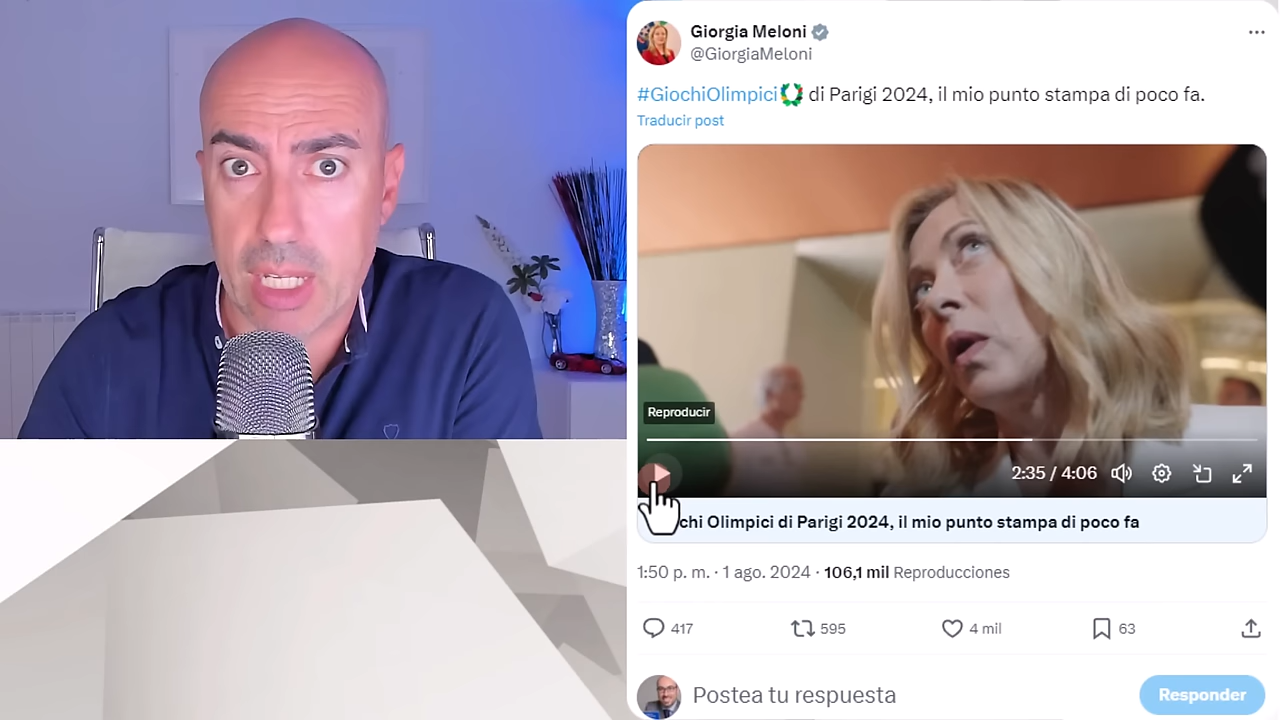 Giorgia Meloni
@GiorgiaMeloni
#GiochiOlimpici di Parigi 2024, il mio punto stampa di poco fa.
Traducir post
Reproducir
2:35 / 4:06
chi Olimpici di Parigi 2024, il mio punto stampa di poco fa
1:50 p. m. · 1 ago. 2024 · 106,1 mil Reproducciones
417 595 4 mil 63
Postea tu respuesta
Responder